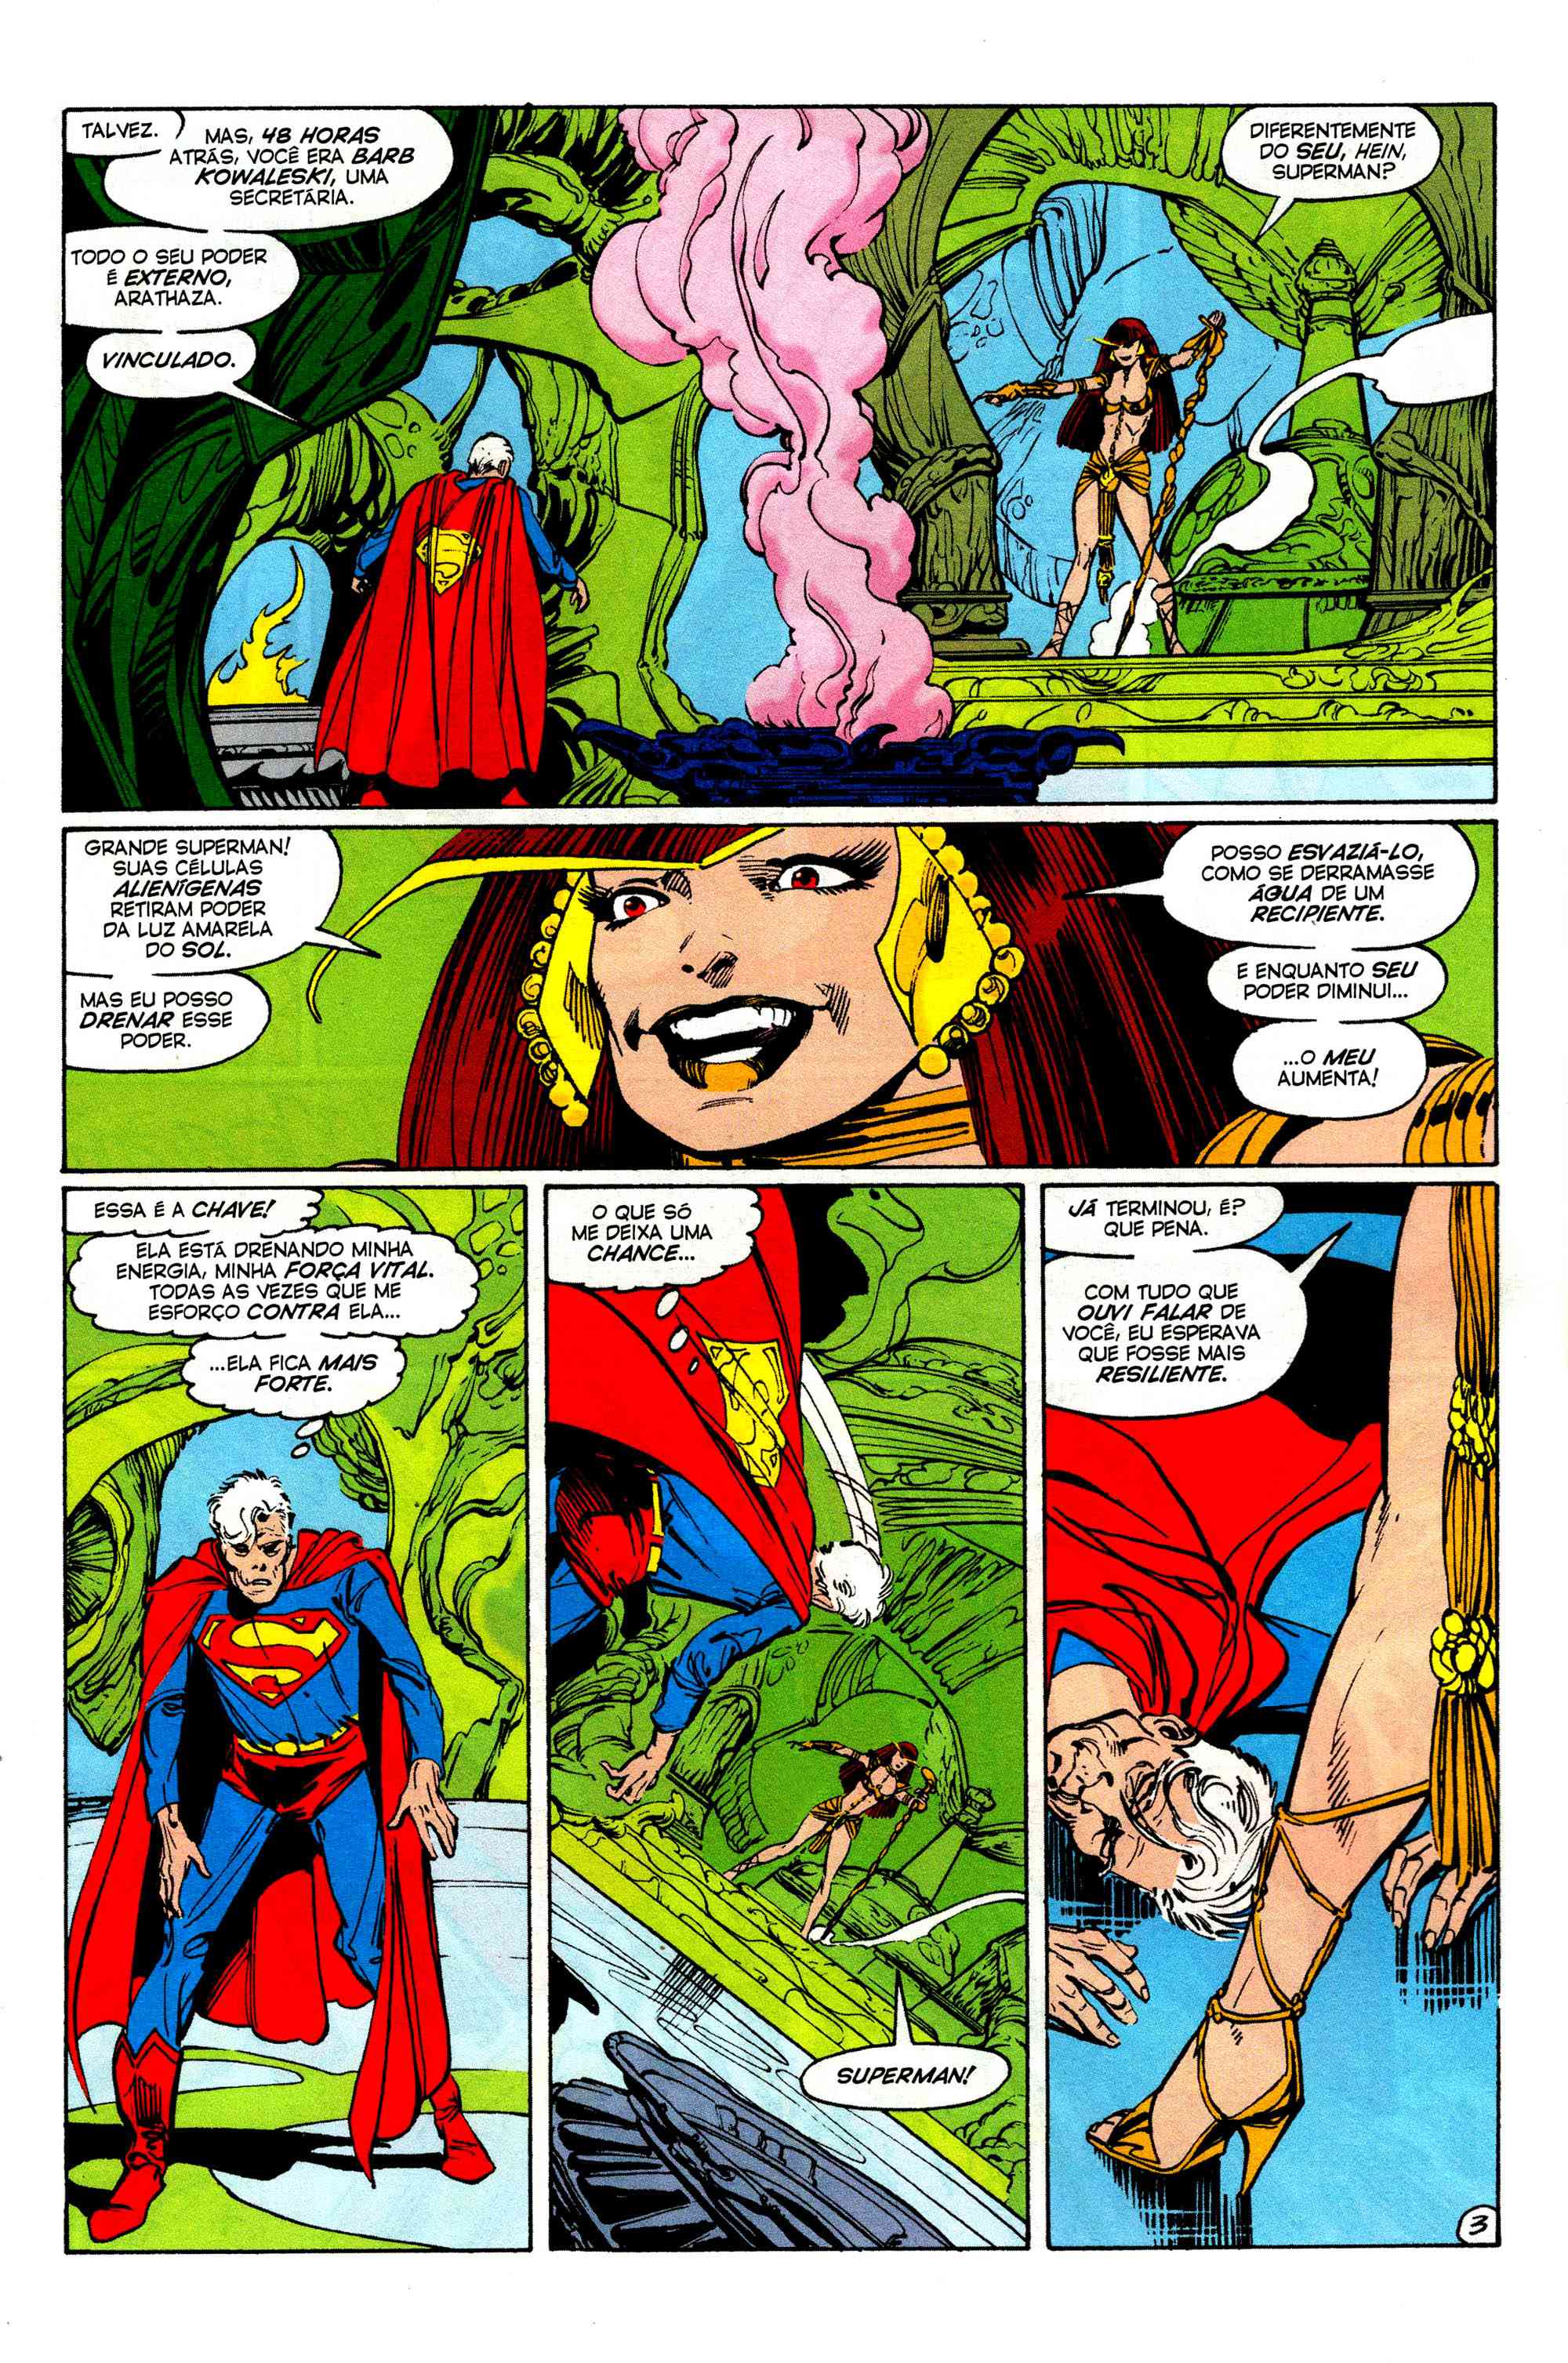 TALVEZ.
MAS, 48 HORAS
ATRÁS, VOCÊ ERA BARB
KOWALESKI, UMA
SECRETÁRIA.
TODO O SEU PODER
É EXTERNO,
ARATHAZA.
VINCULADO.
DIFERENTEMENTE
DO SEU, HEIN,
SUPERMAN?
GRANDE SUPERMAN!
SUAS CÉLULAS
ALIENÍGENAS
RETIRAM PODER
DA LUZ AMARELA
DO SOL.
MAS EU POSSO
DRENAR ESSE
PODER.
POSSO ESVAZIÁ-LO,
COMO SE DERRAMASSE
ÁGUA DE UM
RECIPIENTE.
E ENQUANTO SEU
PODER DIMINUI...
...O MEU
AUMENTA!
ESSA É A CHAVE!
ELA ESTÁ DRENANDO MINHA
ENERGIA, MINHA FORÇA VITAL.
TODAS AS VEZES QUE ME
ESFORÇO CONTRA ELA...
...ELA FICA MAIS
FORTE.
S
O QUE SÓ
ME DEIXA UMA
CHANCE...
SUPERMAN!
JÁ TERMINOU, É?
QUE PENA.
COM TUDO QUE
OUVI FALAR DE
VOCÊ, EU ESPERAVA
QUE FOSSE MAIS
RESILIENTE.
3